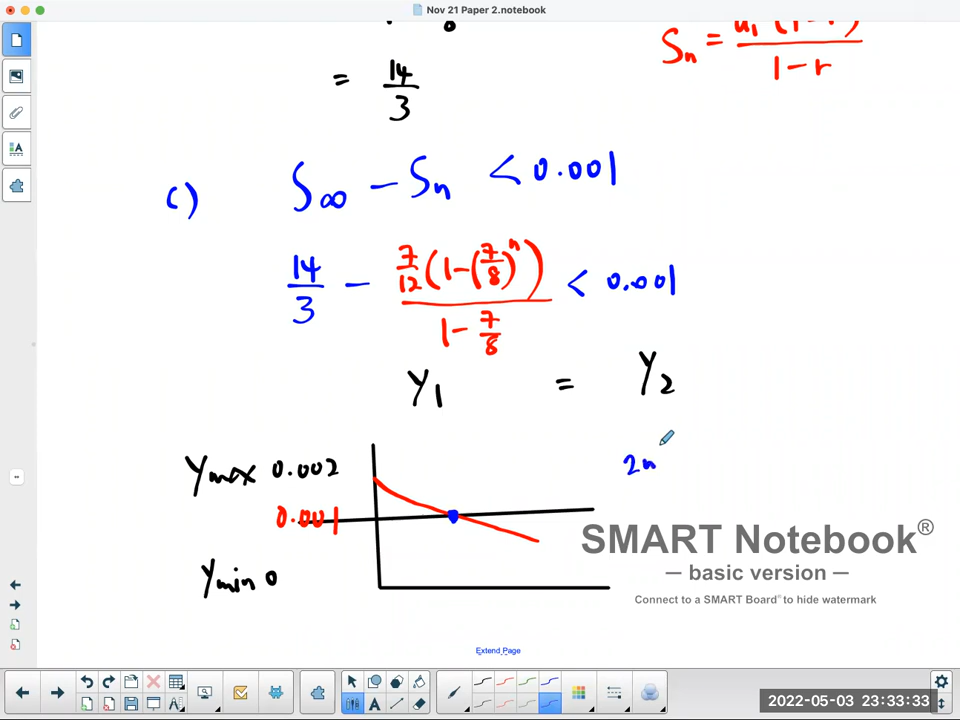 Nov 21 Paper 2.notebook
8
= 14/3
Sn = u1 (1-r^n) / 1-r
c) S∞ - Sn < 0.001
14/3 - 7/12(1-(7/8)^n) / 1- 7/8 < 0.001
Y1 = Y2
Ymax 0.002
2n
0.001
Ymin 0
SMART Notebook®
— basic version —
Connect to a SMART Board® to hide watermark
Extend Page
2022-05-03 23:33:33